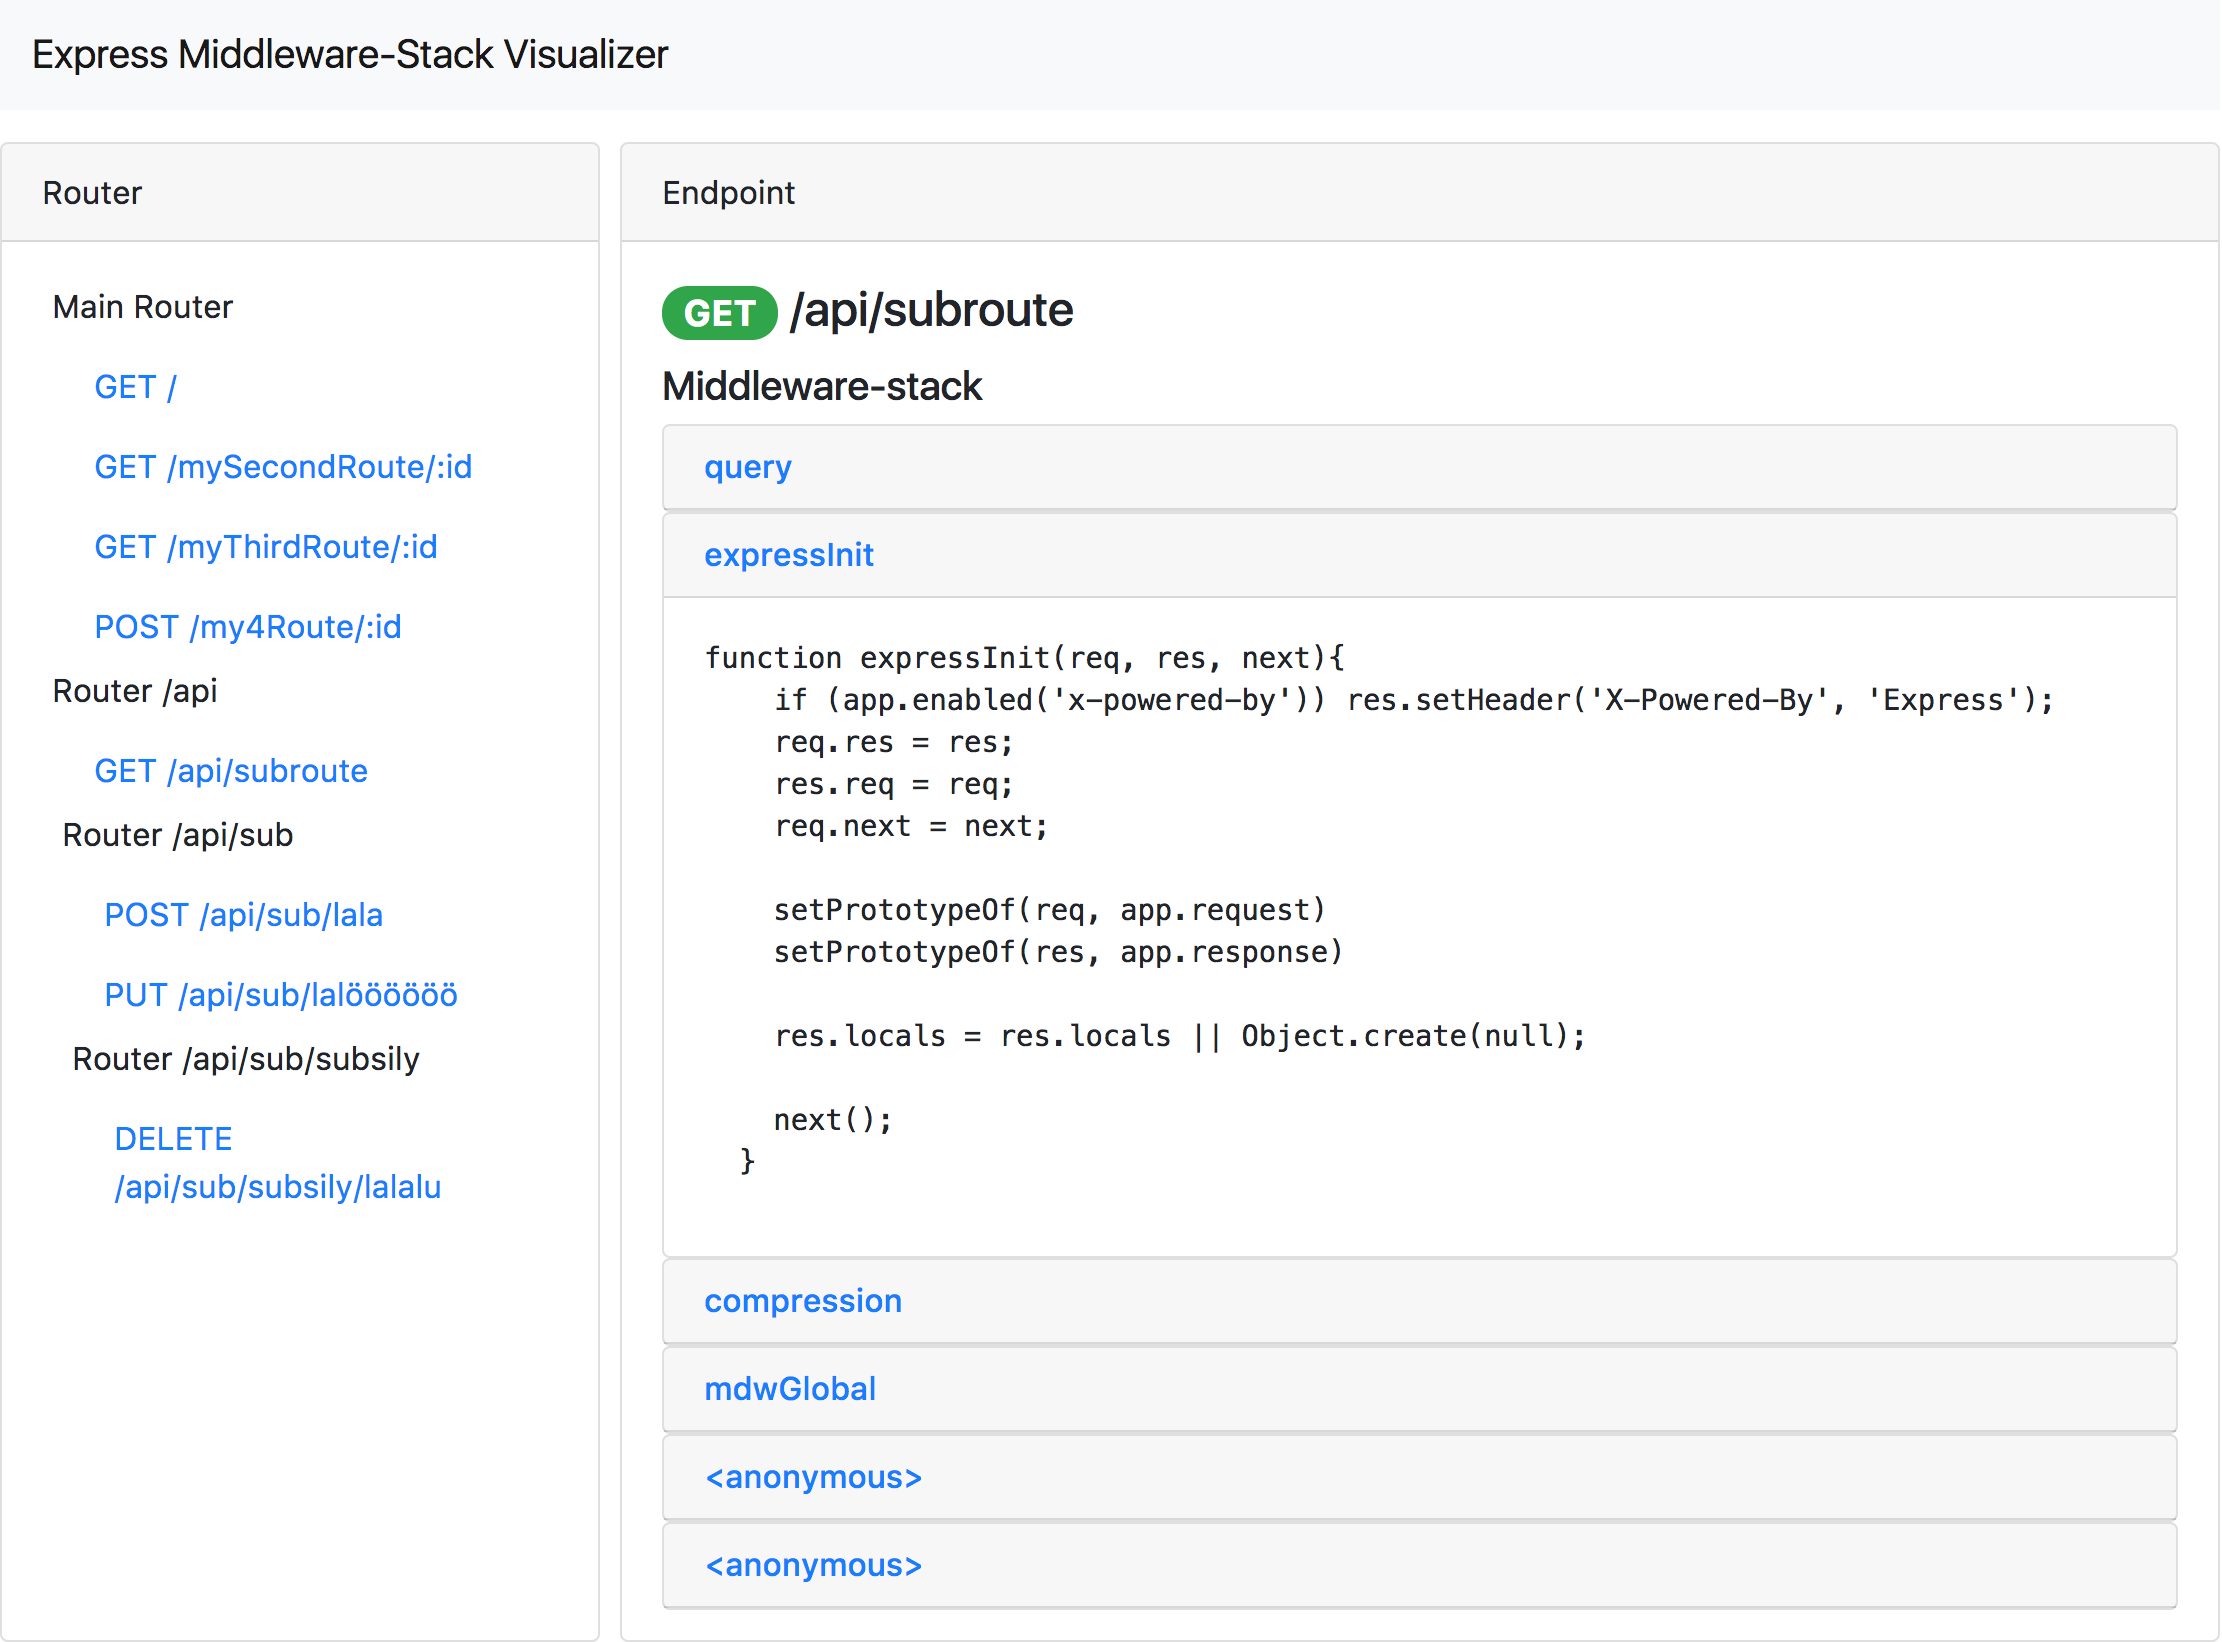 Express Middleware-Stack Visualizer
Router
Main Router
GET /
GET /mySecondRoute/:id
GET /myThirdRoute/:id
POST /my4Route/:id
Router /api
GET /api/subroute
Router /api/sub
POST /api/sub/lala
PUT /api/sub/lalöööööö
Router /api/sub/subsily
DELETE
/api/sub/subsily/lalalu
Endpoint
GET /api/subroute
Middleware-stack
query
expressInit
function expressInit(req, res, next){
    if (app.enabled('x-powered-by')) res.setHeader('X-Powered-By', 'Express');
    req.res = res;
    res.req = req;
    req.next = next;

    setPrototypeOf(req, app.request)
    setPrototypeOf(res, app.response)

    res.locals = res.locals || Object.create(null);

    next();
  }
compression
mdwGlobal
<anonymous>
<anonymous>